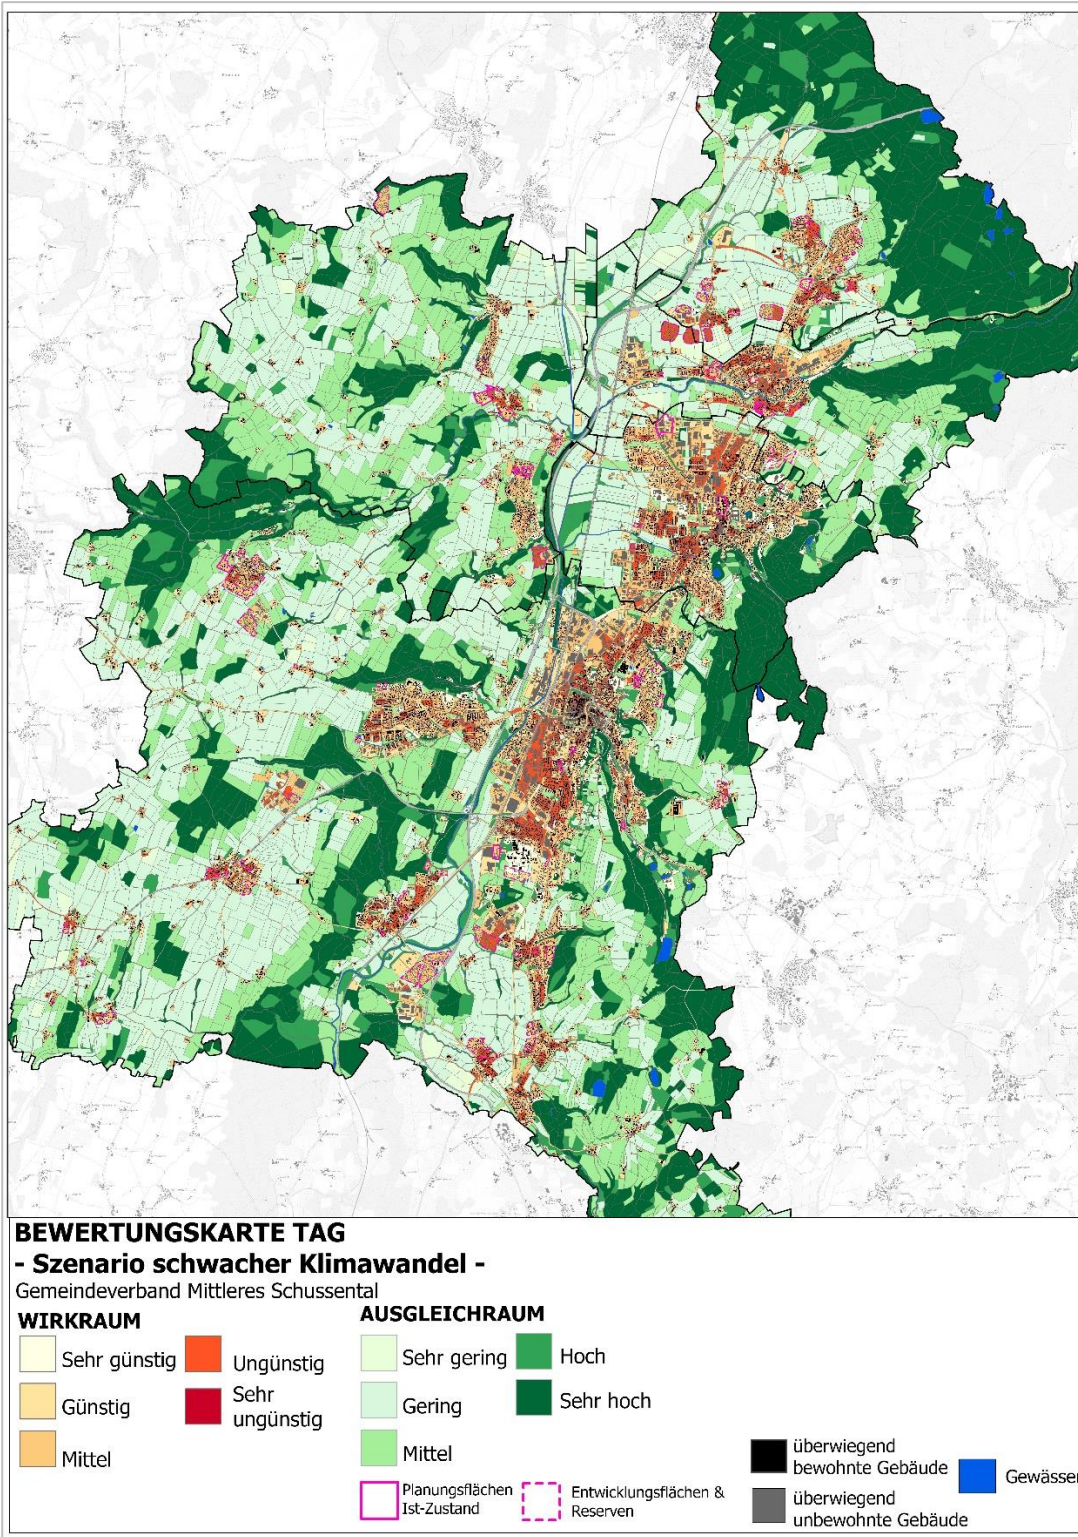 BEWERTUNGSKARTE TAG
- Szenario schwacher Klimawandel -
Gemeindeverband Mittleres Schussental
WIRKRAUM
Sehr günstig
Günstig
Mittel
Ungünstig
Sehr
ungünstig
AUSGLEICHRAUM
Sehr gering
Gering
Mittel
Hoch
Sehr hoch
Planungsflächen
Ist-Zustand
Entwicklungsflächen &
Reserven
überwiegend
bewohnte Gebäude
überwiegend
unbewohnte Gebäude
Gewässer